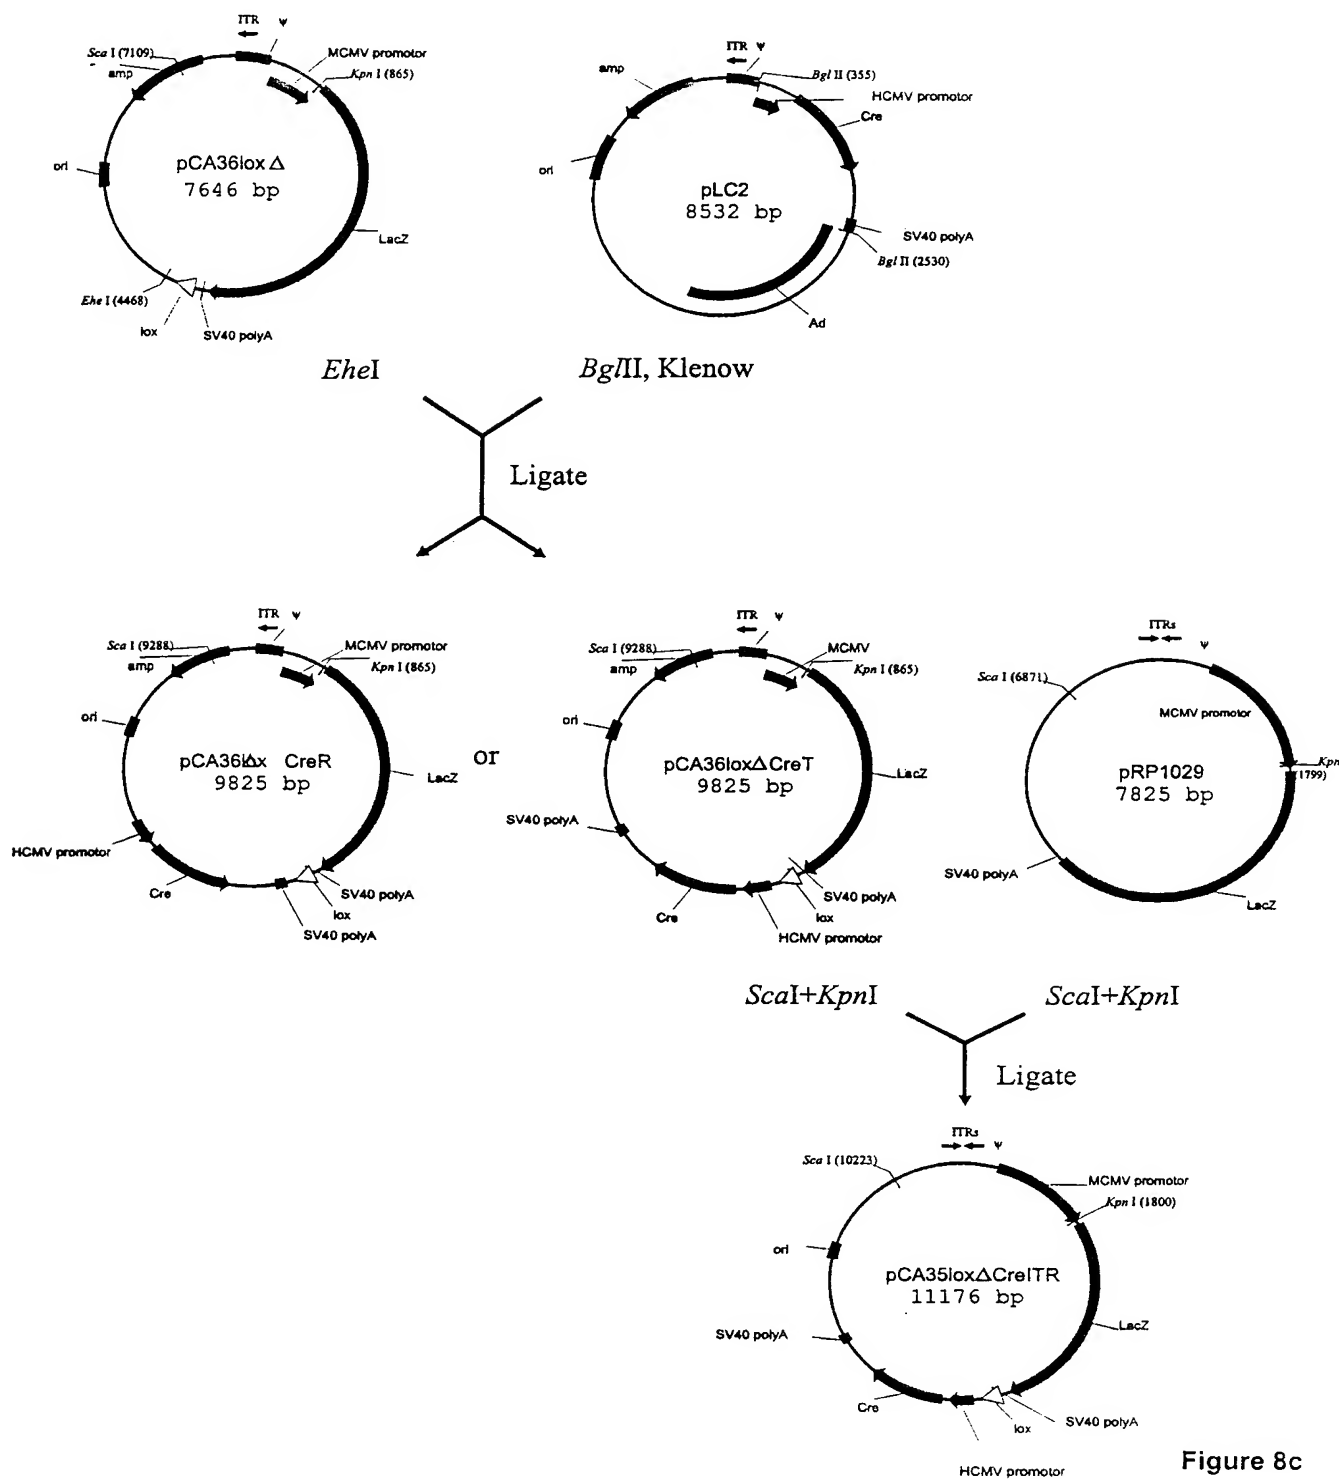 ITR ψ
Sca I (7109)
MCMV promotor
amp
Kpn I (865)
ori
pCA36lox Δ
7646 bp
LacZ
Ehe I (4468)
lox
SV40 polyA
ITR ψ
amp
Bgl II (355)
HCMV promotor
Cre
ori
pLC2
8532 bp
SV40 polyA
Bgl II (2530)
Ad
EheI
BglII, Klenow
Ligate
ITR ψ
Sca I (9288)
MCMV promotor
amp
Kpn I (865)
ori
pCA36lΔx CreR
9825 bp
LacZ
HCMV promotor
Cre
SV40 polyA
lox
SV40 polyA
or
ITR ψ
Sca I (9288)
MCMV
amp
Kpn I (865)
ori
pCA36loxΔCreT
9825 bp
LacZ
SV40 polyA
SV40 polyA
Cre
lox
HCMV promotor
ITRs
ψ
Sca I (6871)
MCMV promotor
Kpn
(1799)
pRP1029
7825 bp
SV40 polyA
LacZ
ScaI+KpnI
ScaI+KpnI
Ligate
ITRs
ψ
Sca I (10223)
MCMV promotor
Kpn I (1800)
ori
pCA35loxΔCreITR
11176 bp
LacZ
SV40 polyA
Cre
SV40 polyA
lox
HCMV promotor
Figure 8c